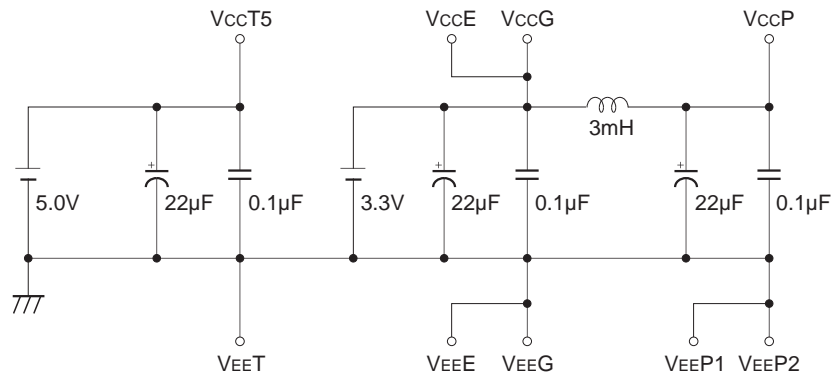 VCCT5
VCCE
VCCG
VCCP
3mH
+
+
+
5.0V
22µF
0.1µF
3.3V
22µF
0.1µF
22µF
0.1µF
VEET
VEEE
VEEG
VEEP1
VEEP2